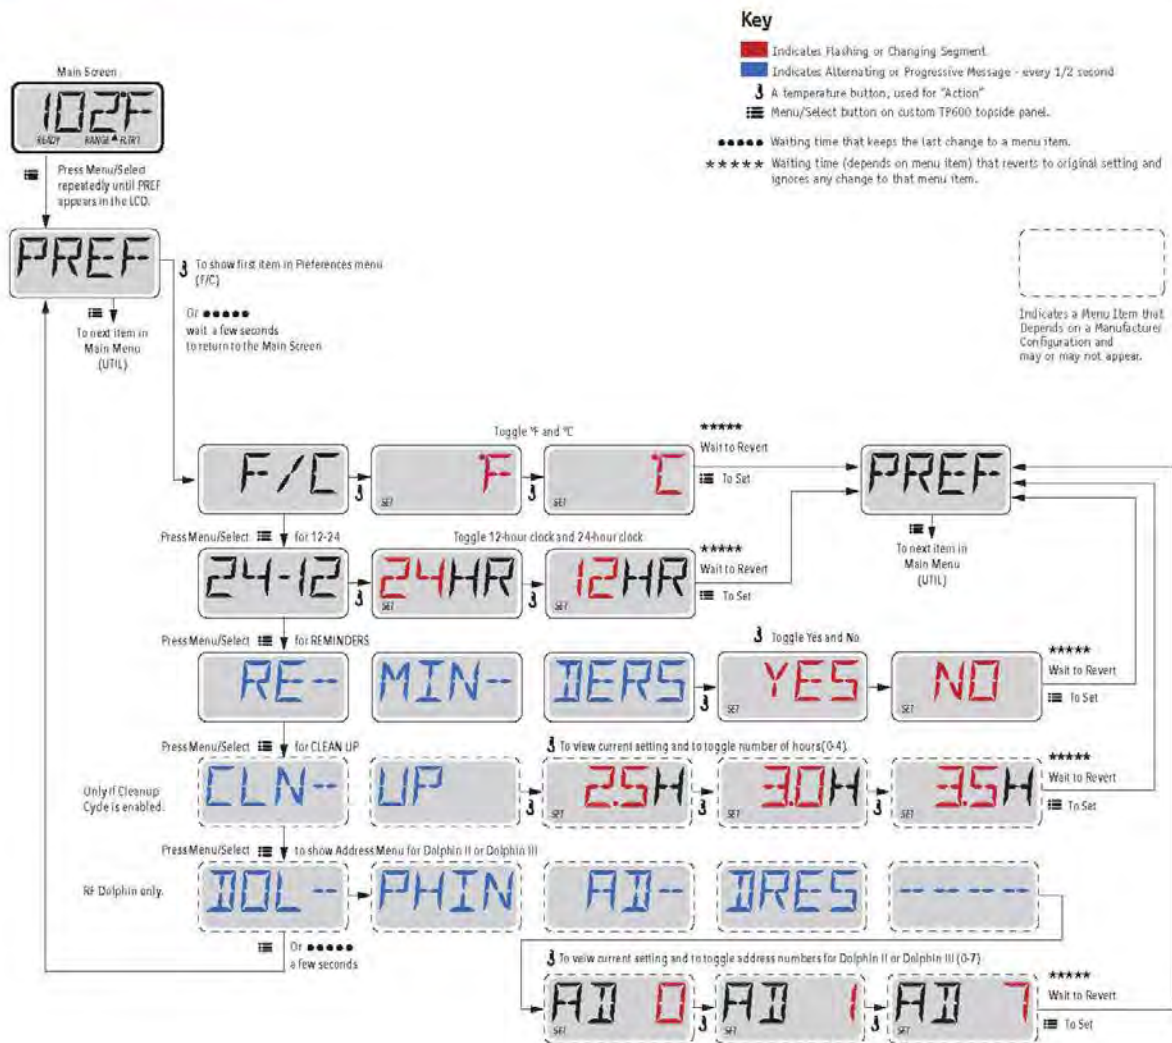 Key
Indicates Flashing or Changing Segment
Indicates Alternating or Progressive Message - every 1/2 second
A temperature button, used for "Action"
Menu/Select button on custom TP600 topside panel.
●●●●● Waiting time that keeps the last change to a menu item.
***** Waiting time (depends on menu item) that reverts to original setting and
ignores any change to that menu item.
Main Screen
102°F
READY RANGE FLTR1
Press Menu/Select
repeatedly until PREF
appears in the LCD.
PREF
To show first item in Preferences menu
(F/C)
Or ●●●●●
wait a few seconds
to return to the Main Screen
To next item in
Main Menu
(UTIL)
Indicates a Menu Item that
Depends on a Manufacturer
Configuration and
may or may not appear.
Toggle °F and °C
F/C
°F
SET
°C
SET
*****
Wait to Revert
To Set
PREF
To next item in
Main Menu
(UTIL)
Press Menu/Select for 12-24
Toggle 12-hour clock and 24-hour clock
24-12
24HR
SET
12HR
SET
*****
Wait to Revert
To Set
Press Menu/Select for REMINDERS
Toggle Yes and No
RE-
MIN-
DERS
YES
SET
NO
SET
*****
Wait to Revert
To Set
Press Menu/Select for CLEAN UP
To view current setting and to toggle number of hours (0-4).
Only if Cleanup
Cycle is enabled.
CLN-
UP
2.5H
SET
3.0H
SET
3.5H
SET
*****
Wait to Revert
To Set
Press Menu/Select to show Address Menu for Dolphin II or Dolphin III
RF Dolphin only.
DOL-
PHIN
AD-
DRES
-----
Or ●●●●●
a few seconds
To veiw current setting and to toggle address numbers for Dolphin II or Dolphin III (0-7)
AD 0
SET
AD 1
SET
AD 7
SET
*****
Wait to Revert
To Set